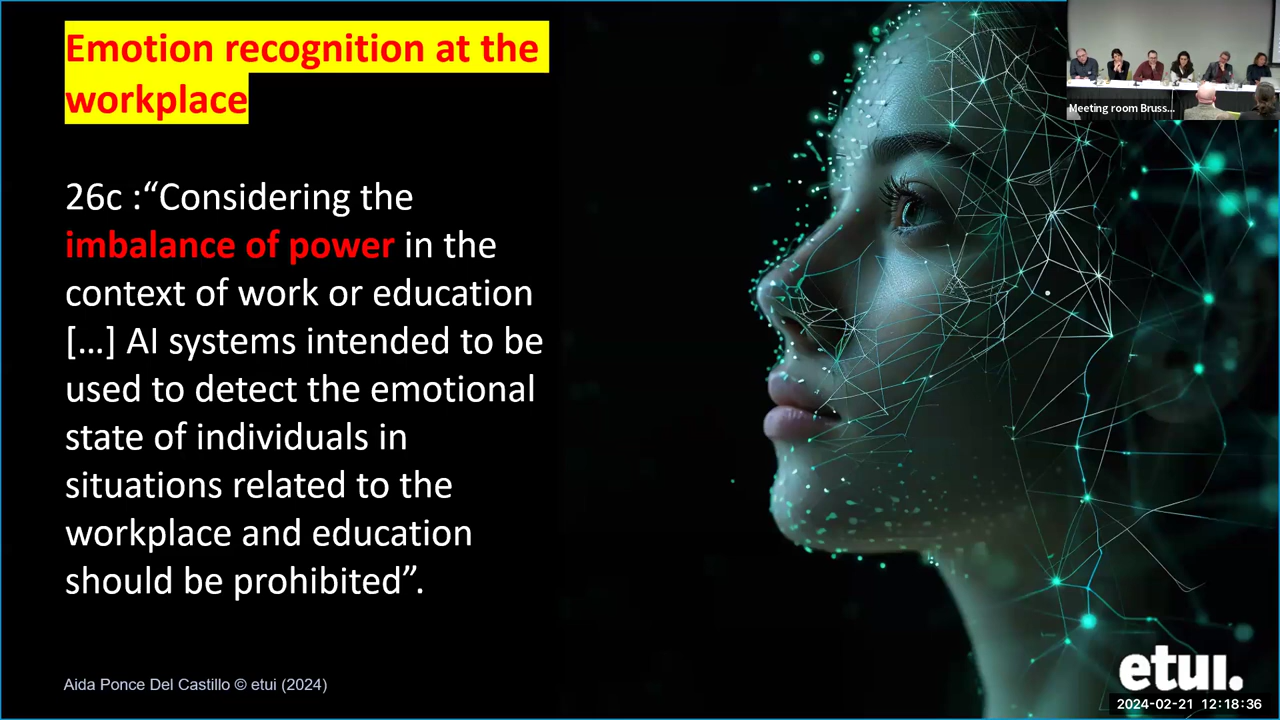 Emotion recognition at the
workplace
Meeting room Bruss...
26c :“Considering the
imbalance of power in the
context of work or education
[…] AI systems intended to be
used to detect the emotional
state of individuals in
situations related to the
workplace and education
should be prohibited”.
Aida Ponce Del Castillo © etui (2024)
etui.
2024-02-21 12:18:36